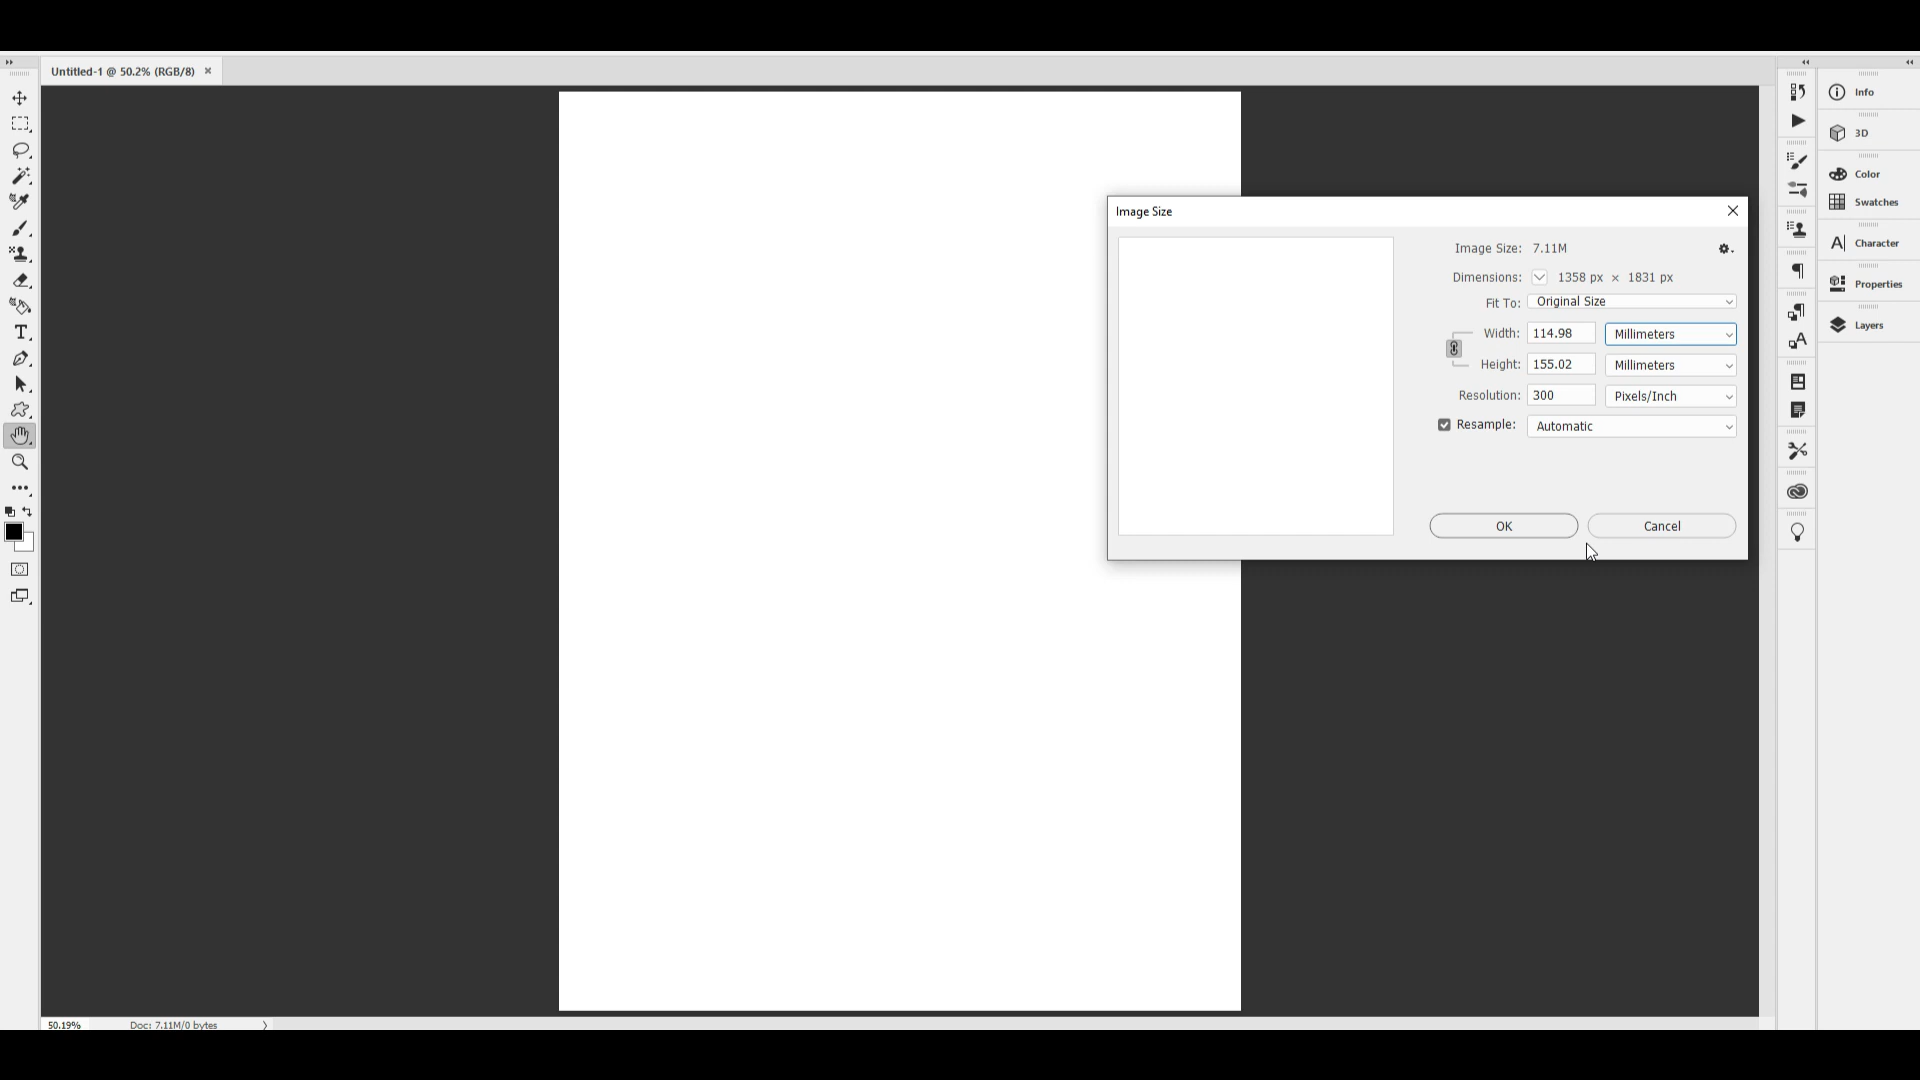 Untitled-1 @ 50.2% (RGB/8) ×
Info
3D
Color
Swatches
Character
Properties
Layers
Image Size
Image Size: 7.11M
Dimensions: 1358 px × 1831 px
Fit To: Original Size
Width: 114.98 Millimeters
Height: 155.02 Millimeters
Resolution: 300 Pixels/Inch
Resample: Automatic
OK Cancel
50.19% Doc: 7.11M/0 bytes